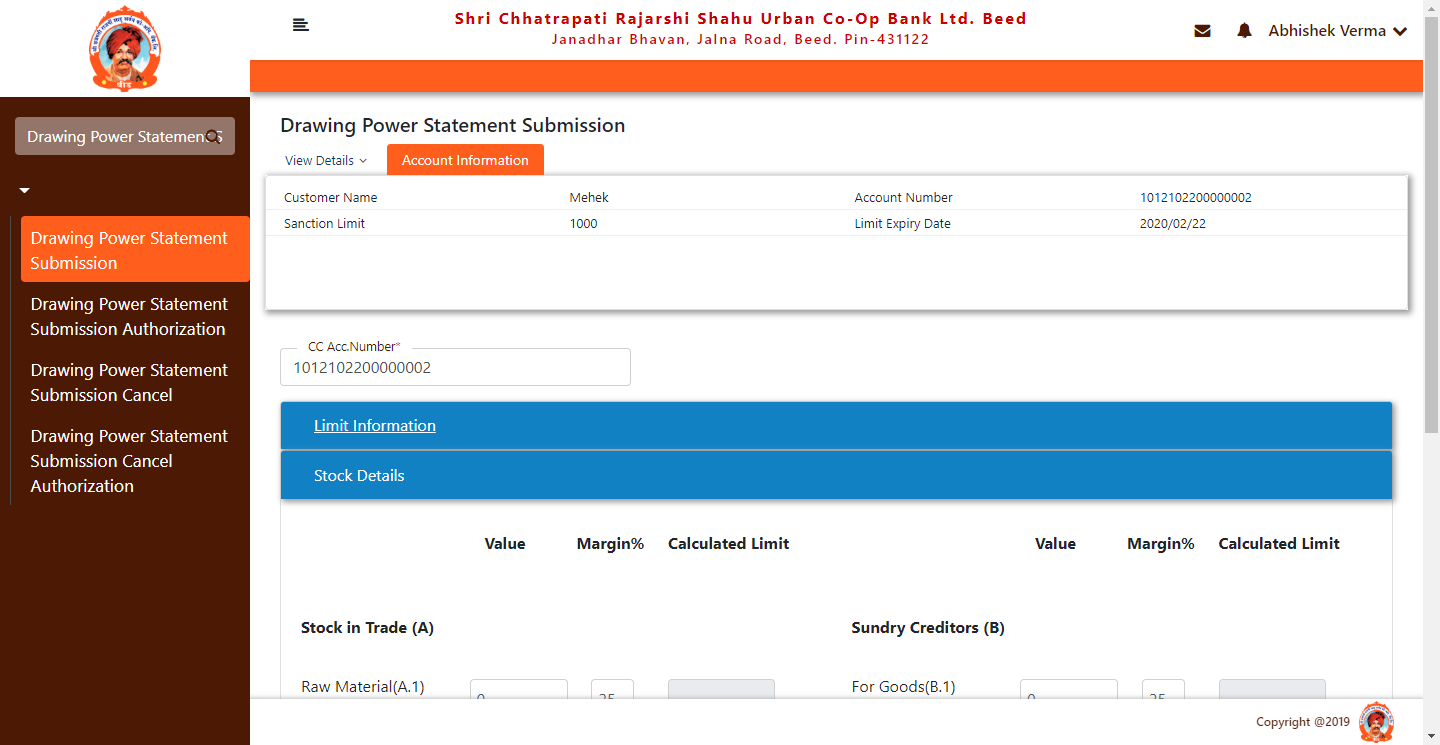 Shri Chhatrapati Rajarshi Shahu Urban Co-Op Bank Ltd. Beed
Janadhar Bhavan, Jalna Road, Beed. Pin-431122
Abhishek Verma
Drawing Power Statement S
Drawing Power Statement
Submission
Drawing Power Statement
Submission Authorization
Drawing Power Statement
Submission Cancel
Drawing Power Statement
Submission Cancel
Authorization
Drawing Power Statement Submission
View Details
Account Information
Customer Name Mehek Account Number 1012102200000002
Sanction Limit 1000 Limit Expiry Date 2020/02/22
CC Acc.Number*
1012102200000002
Limit Information
Stock Details
Value Margin% Calculated Limit Value Margin% Calculated Limit
Stock in Trade (A) Sundry Creditors (B)
Raw Material(A.1) 0 25 For Goods(B.1) 0 25
Copyright @2019